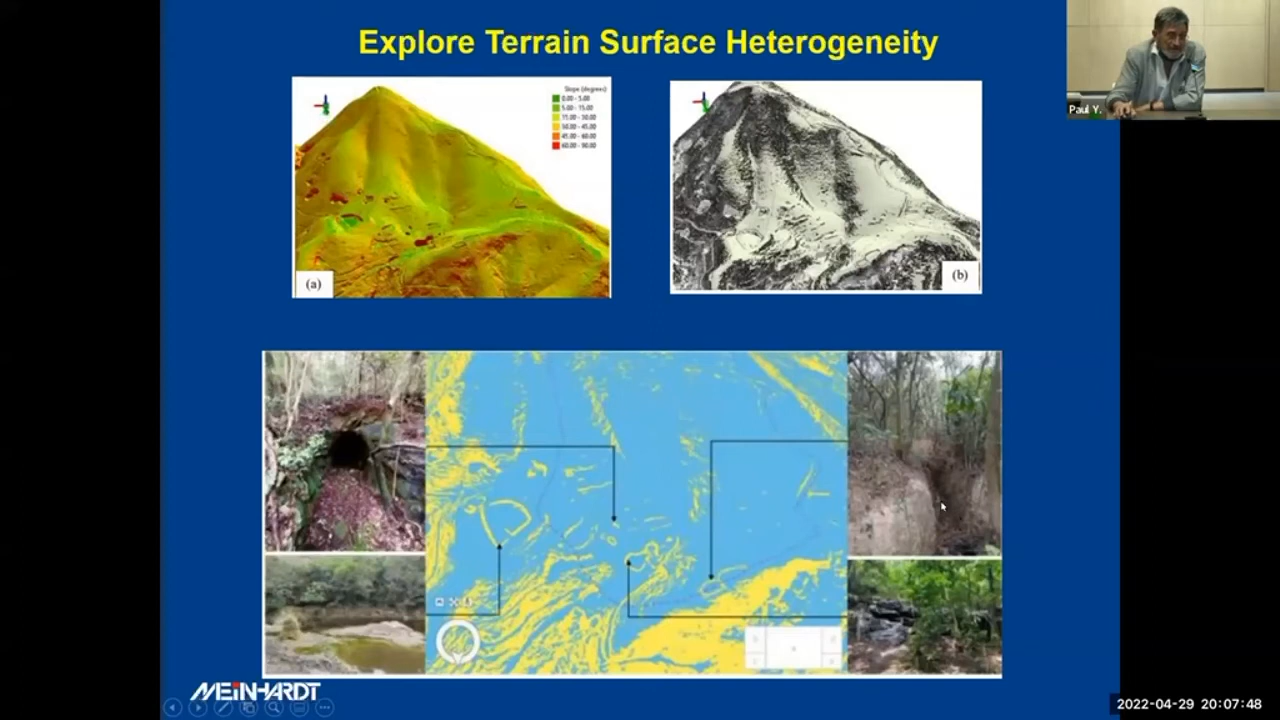 Explore Terrain Surface Heterogeneity
Slope (degrees)
0.00 - 5.00
5.00 - 15.00
15.00 - 30.00
30.00 - 45.00
45.00 - 60.00
60.00 - 90.00
(a)
(b)
Paul Y.
MEINHARDT
2022-04-29 20:07:48